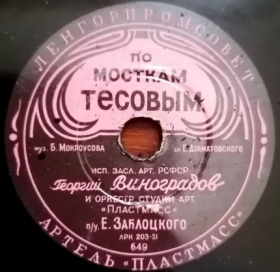 ЛЕНГОРПРОМСОВЕТ
ПО
МОСТКАМ
ТЕСОВЫМ
муз. Б. Мокроусова сл. Е. Долматовского
ИСП. ЗАСЛ. АРТ. РСФСР
Георгий Виноградов
И ОРКЕСТР СТУДИИ АРТ.
"ПЛАСТМАСС"
п/у. Е. ЗАБЛОЦКОГО
АРК 203-51
649
АРТЕЛЬ "ПЛАСТМАСС"